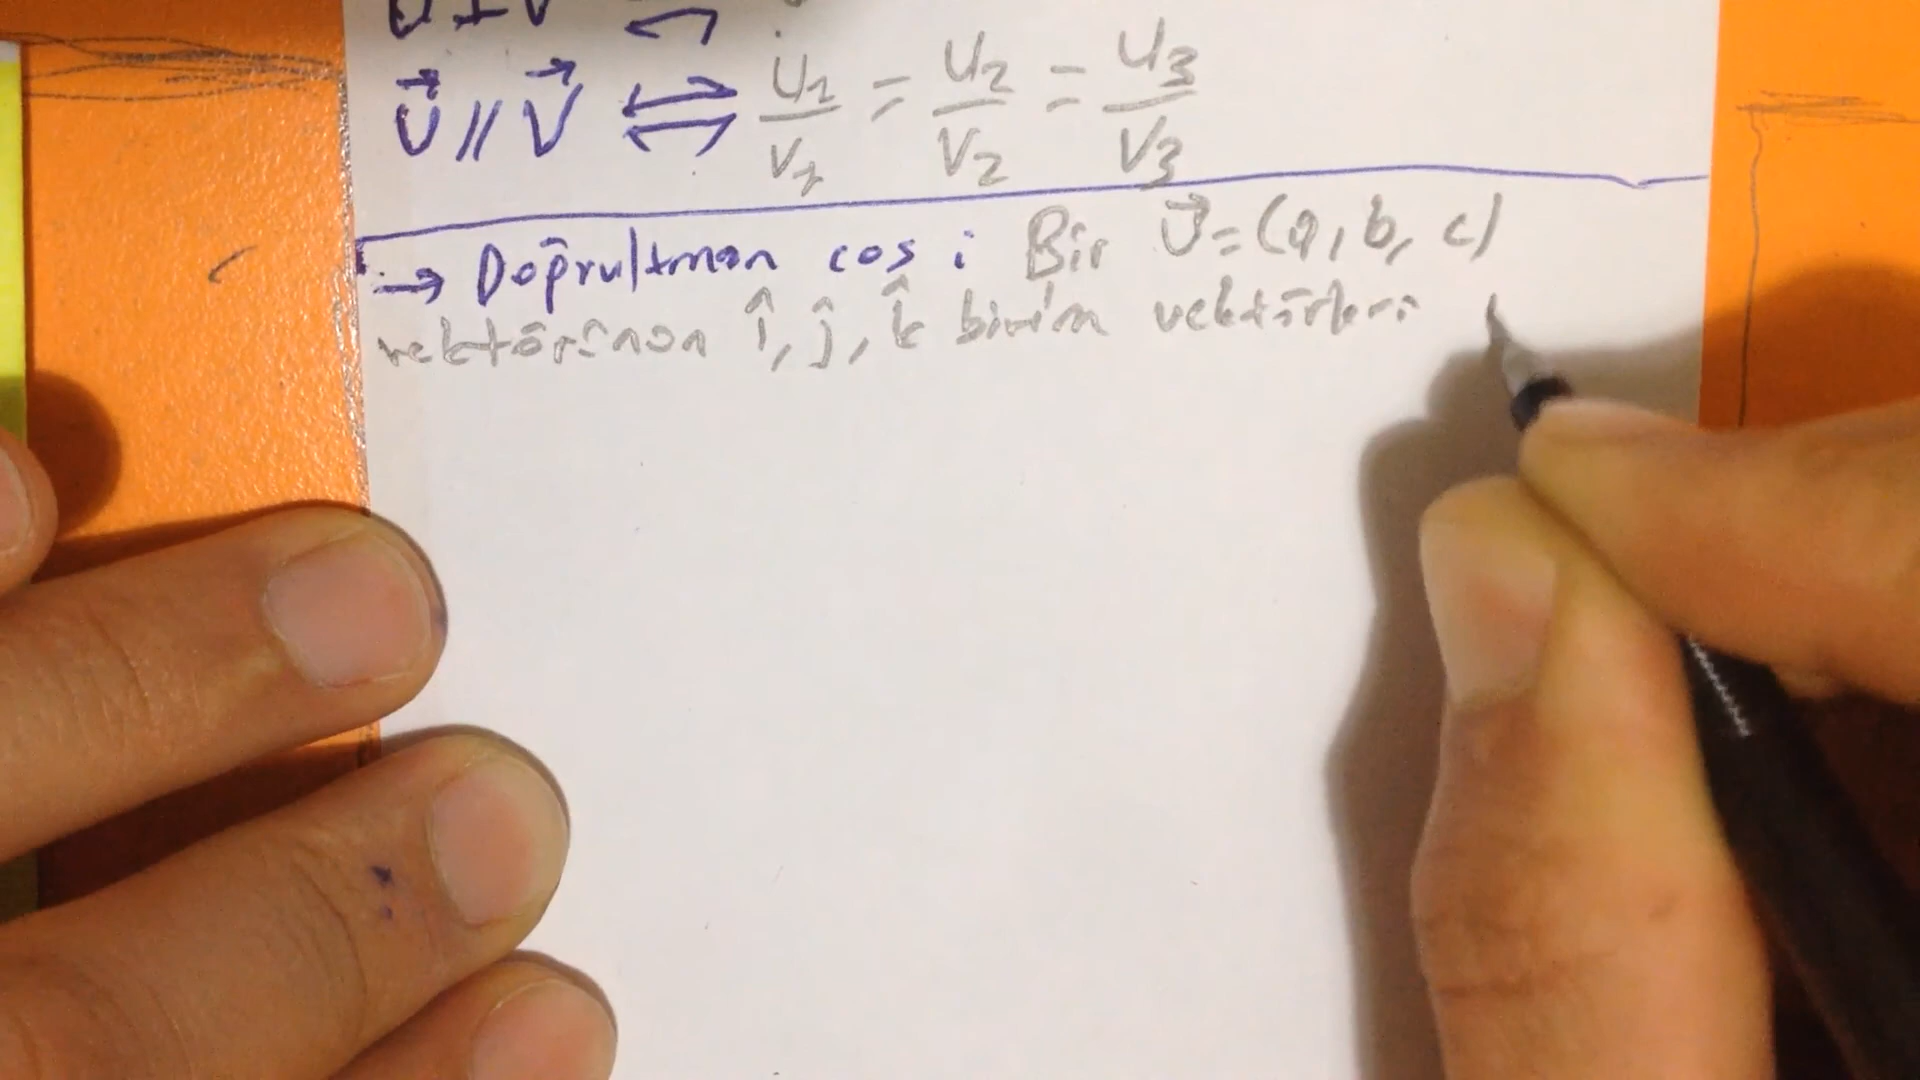 U ⊥ V
U⃗ // V⃗ ⇔ u1/v1 = u2/v2 = u3/v3
→ Doğrultman cos : Bir U⃗ = (a, b, c)
vektörünün î, ĵ, k̂ birim vektörleri